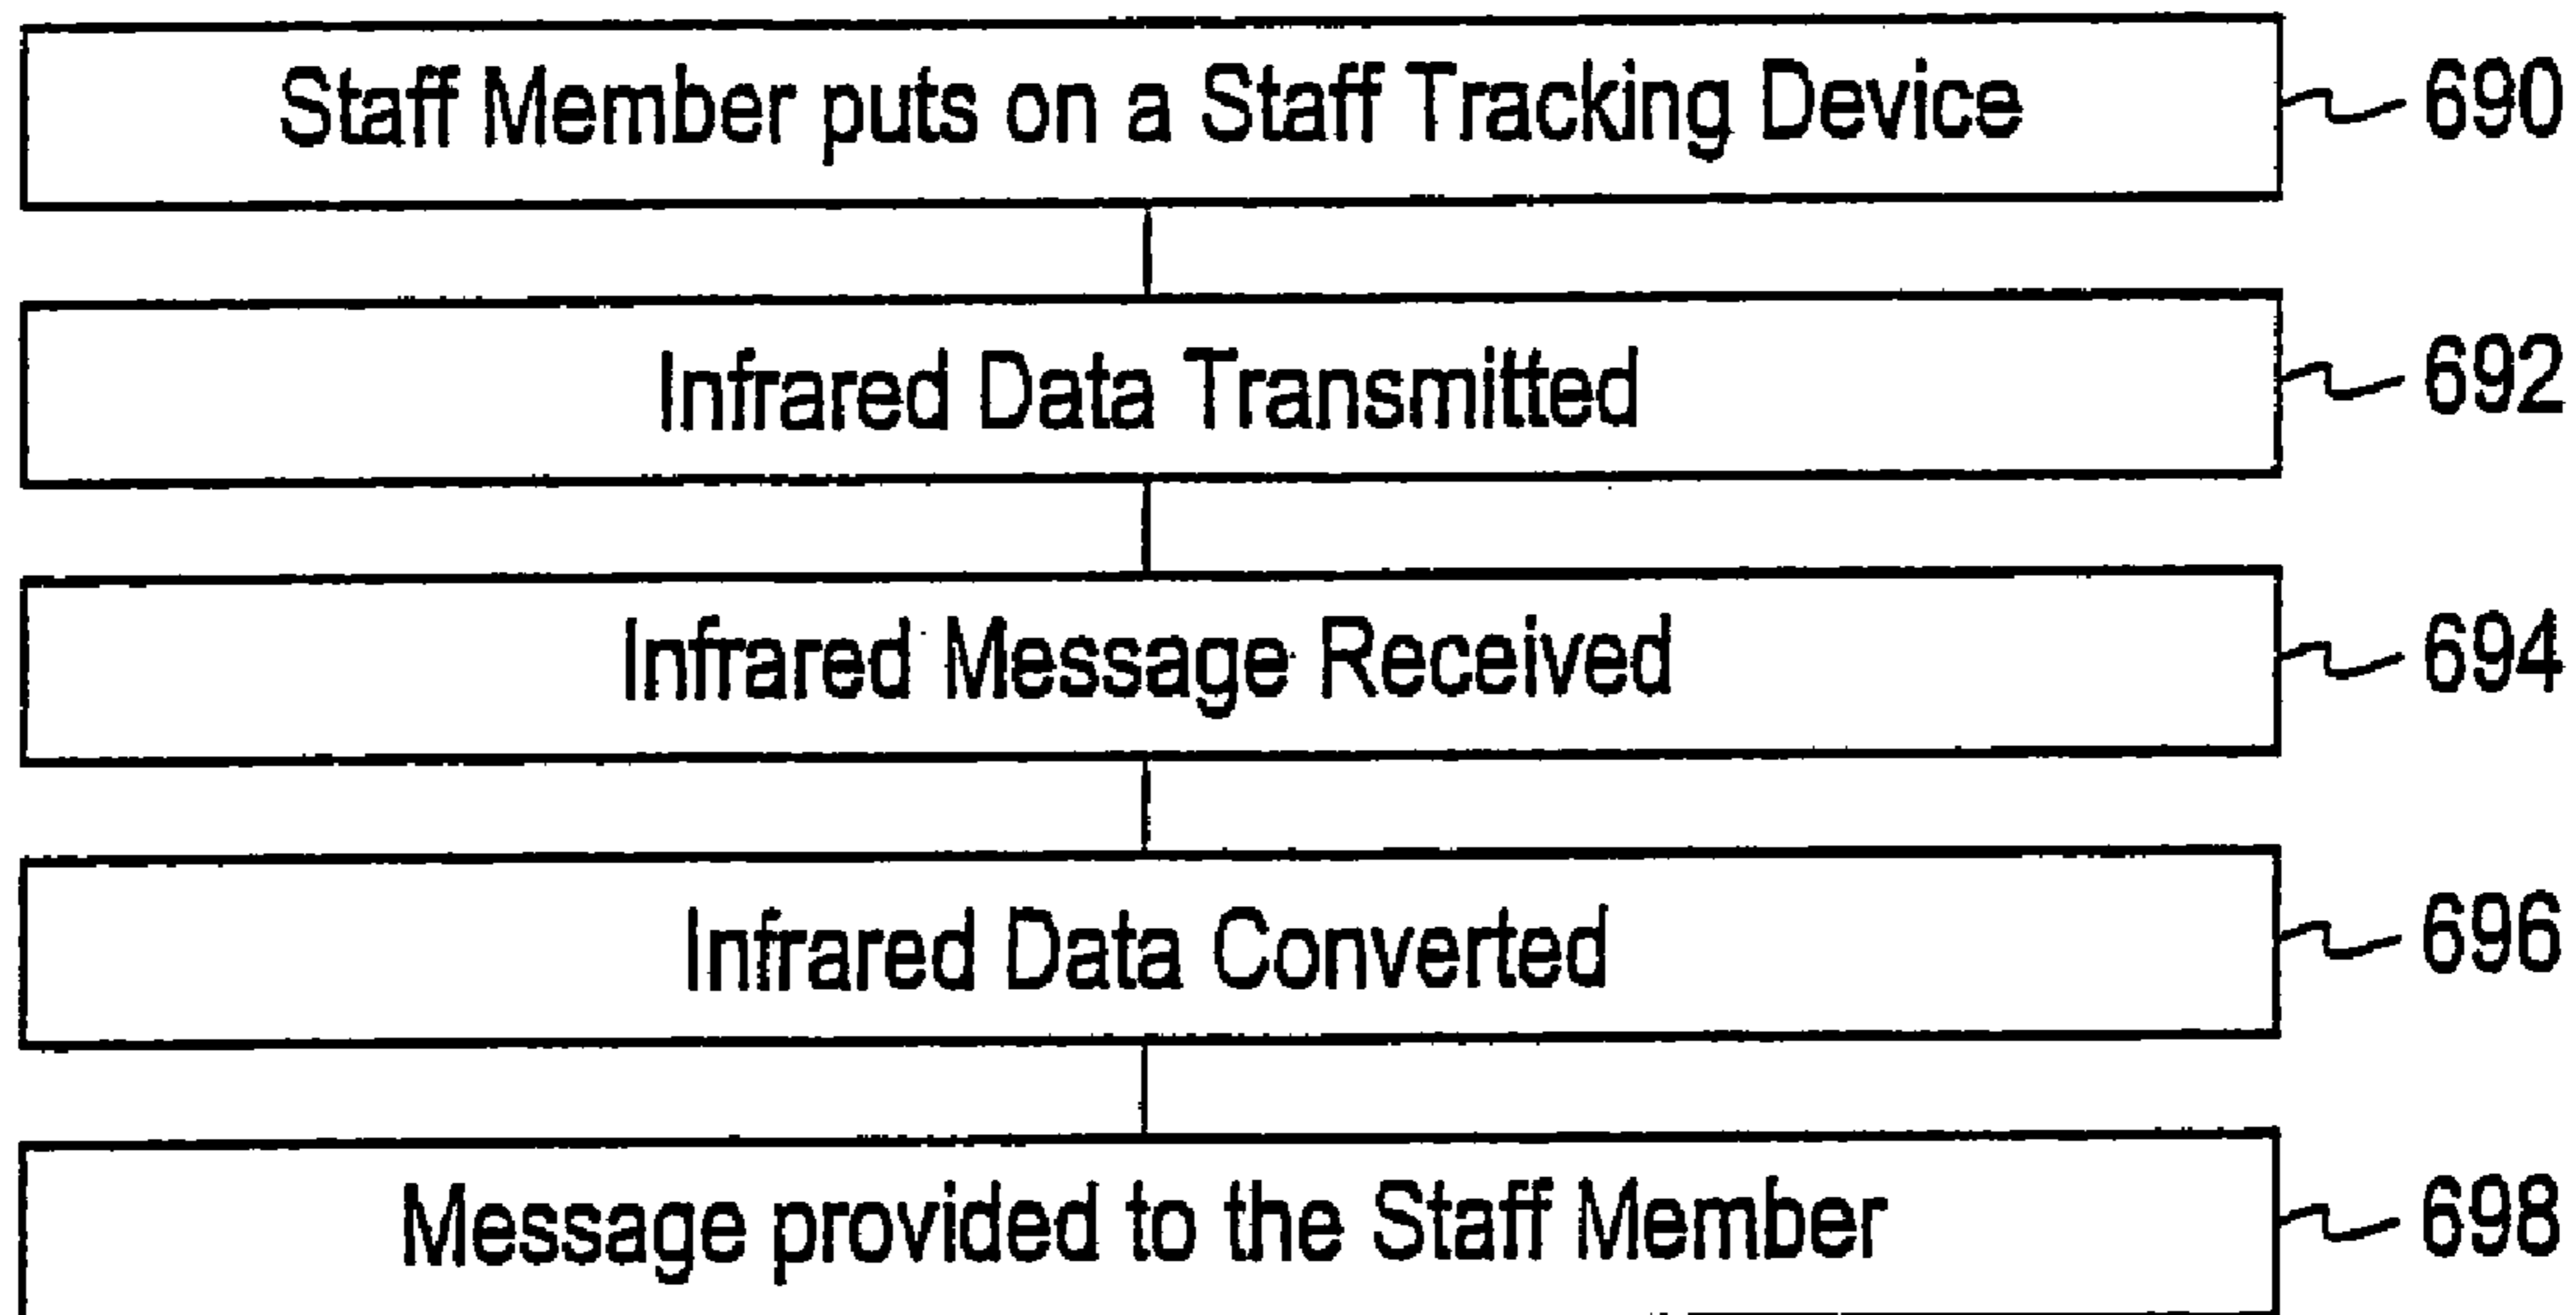 Staff Member puts on a Staff Tracking Device 690
Infrared Data Transmitted 692
Infrared Message Received 694
Infrared Data Converted 696
Message provided to the Staff Member 698